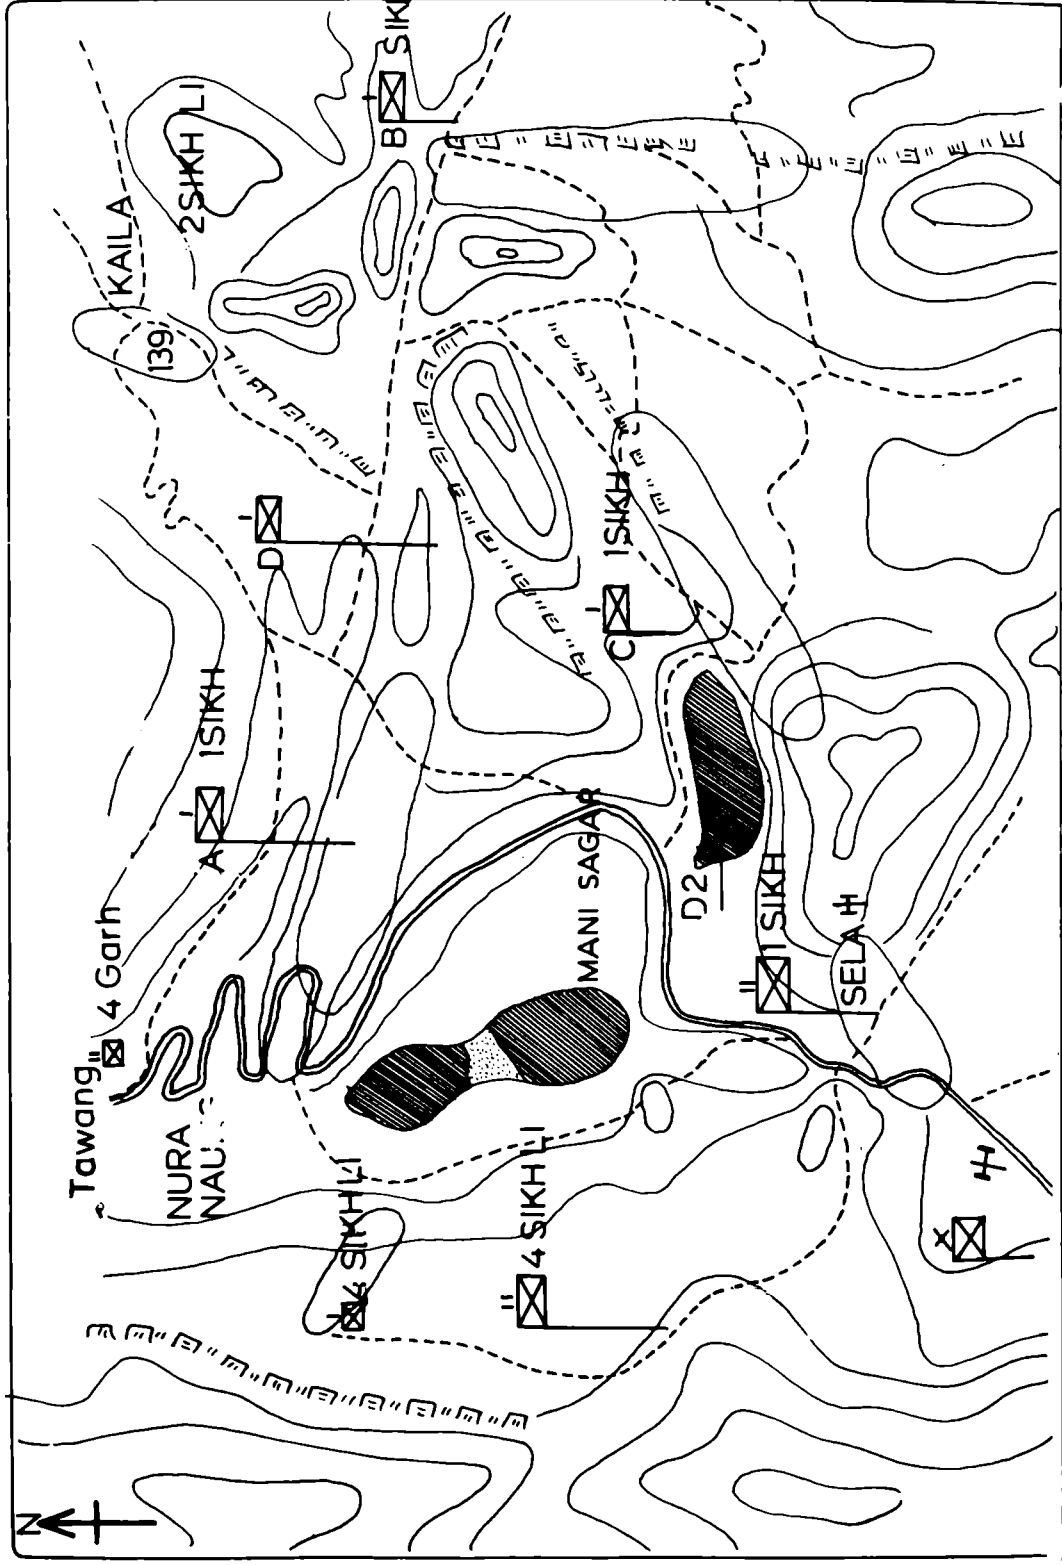 N
Tawang
4 Garh
NURA
A
1SIKH
D
KAILA
139
2SIKH LI
B
4 SIKH LI
4 SIKH LI
MANI SAGAR
D2
C
1SIKH
1 SIKH
SELA
X